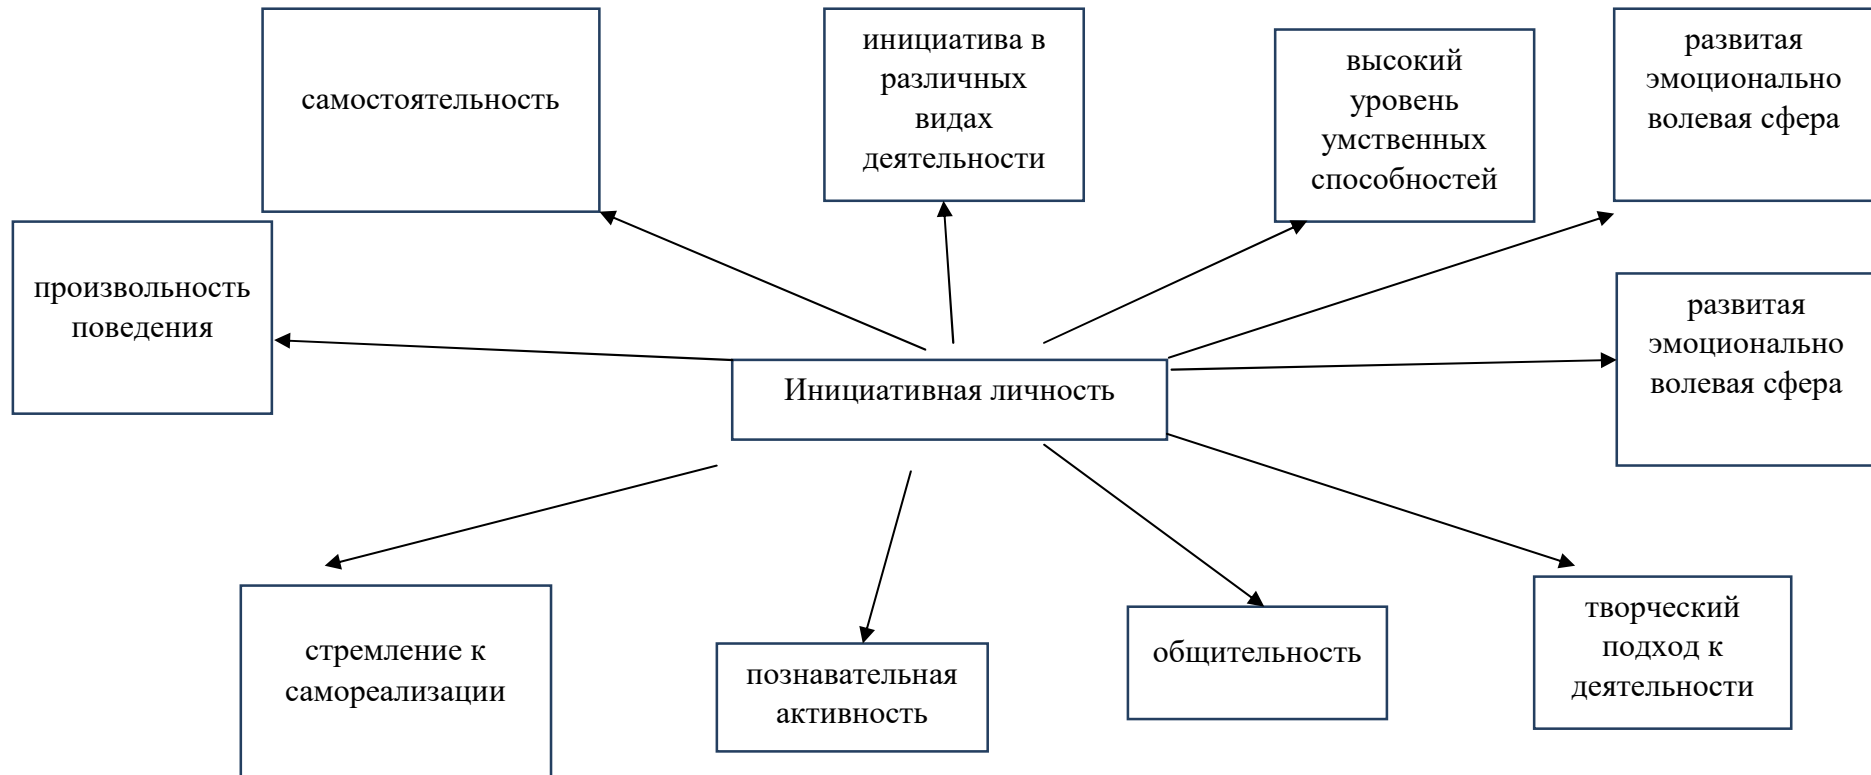 самостоятельность
инициатива в
различных
видах
деятельности
высокий
уровень
умственных
способностей
развитая
эмоционально
волевая сфера
произвольность
поведения
развитая
эмоционально
волевая сфера
Инициативная личность
стремление к
самореализации
познавательная
активность
общительность
творческий
подход к
деятельности